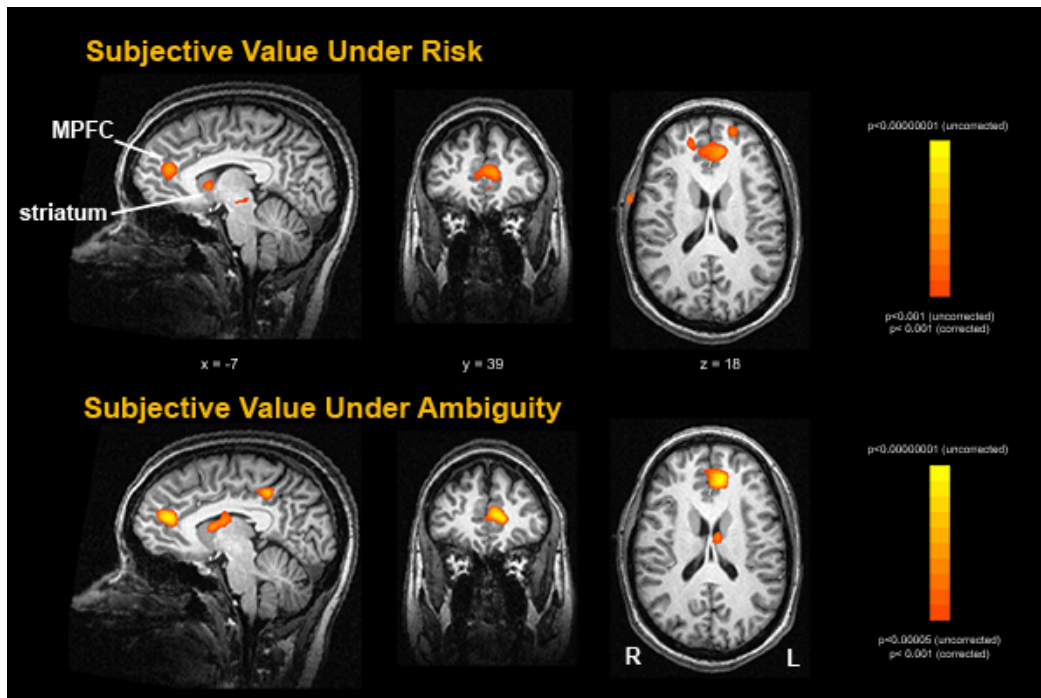 Subjective Value Under Risk
MPFC
striatum
p<0.00000001 (uncorrected)
p<0.001 (uncorrected)
p< 0.001 (corrected)
x = -7
y = 39
z = 18
Subjective Value Under Ambiguity
p<0.00000001 (uncorrected)
R
L
p<0.00005 (uncorrected)
p< 0.001 (corrected)